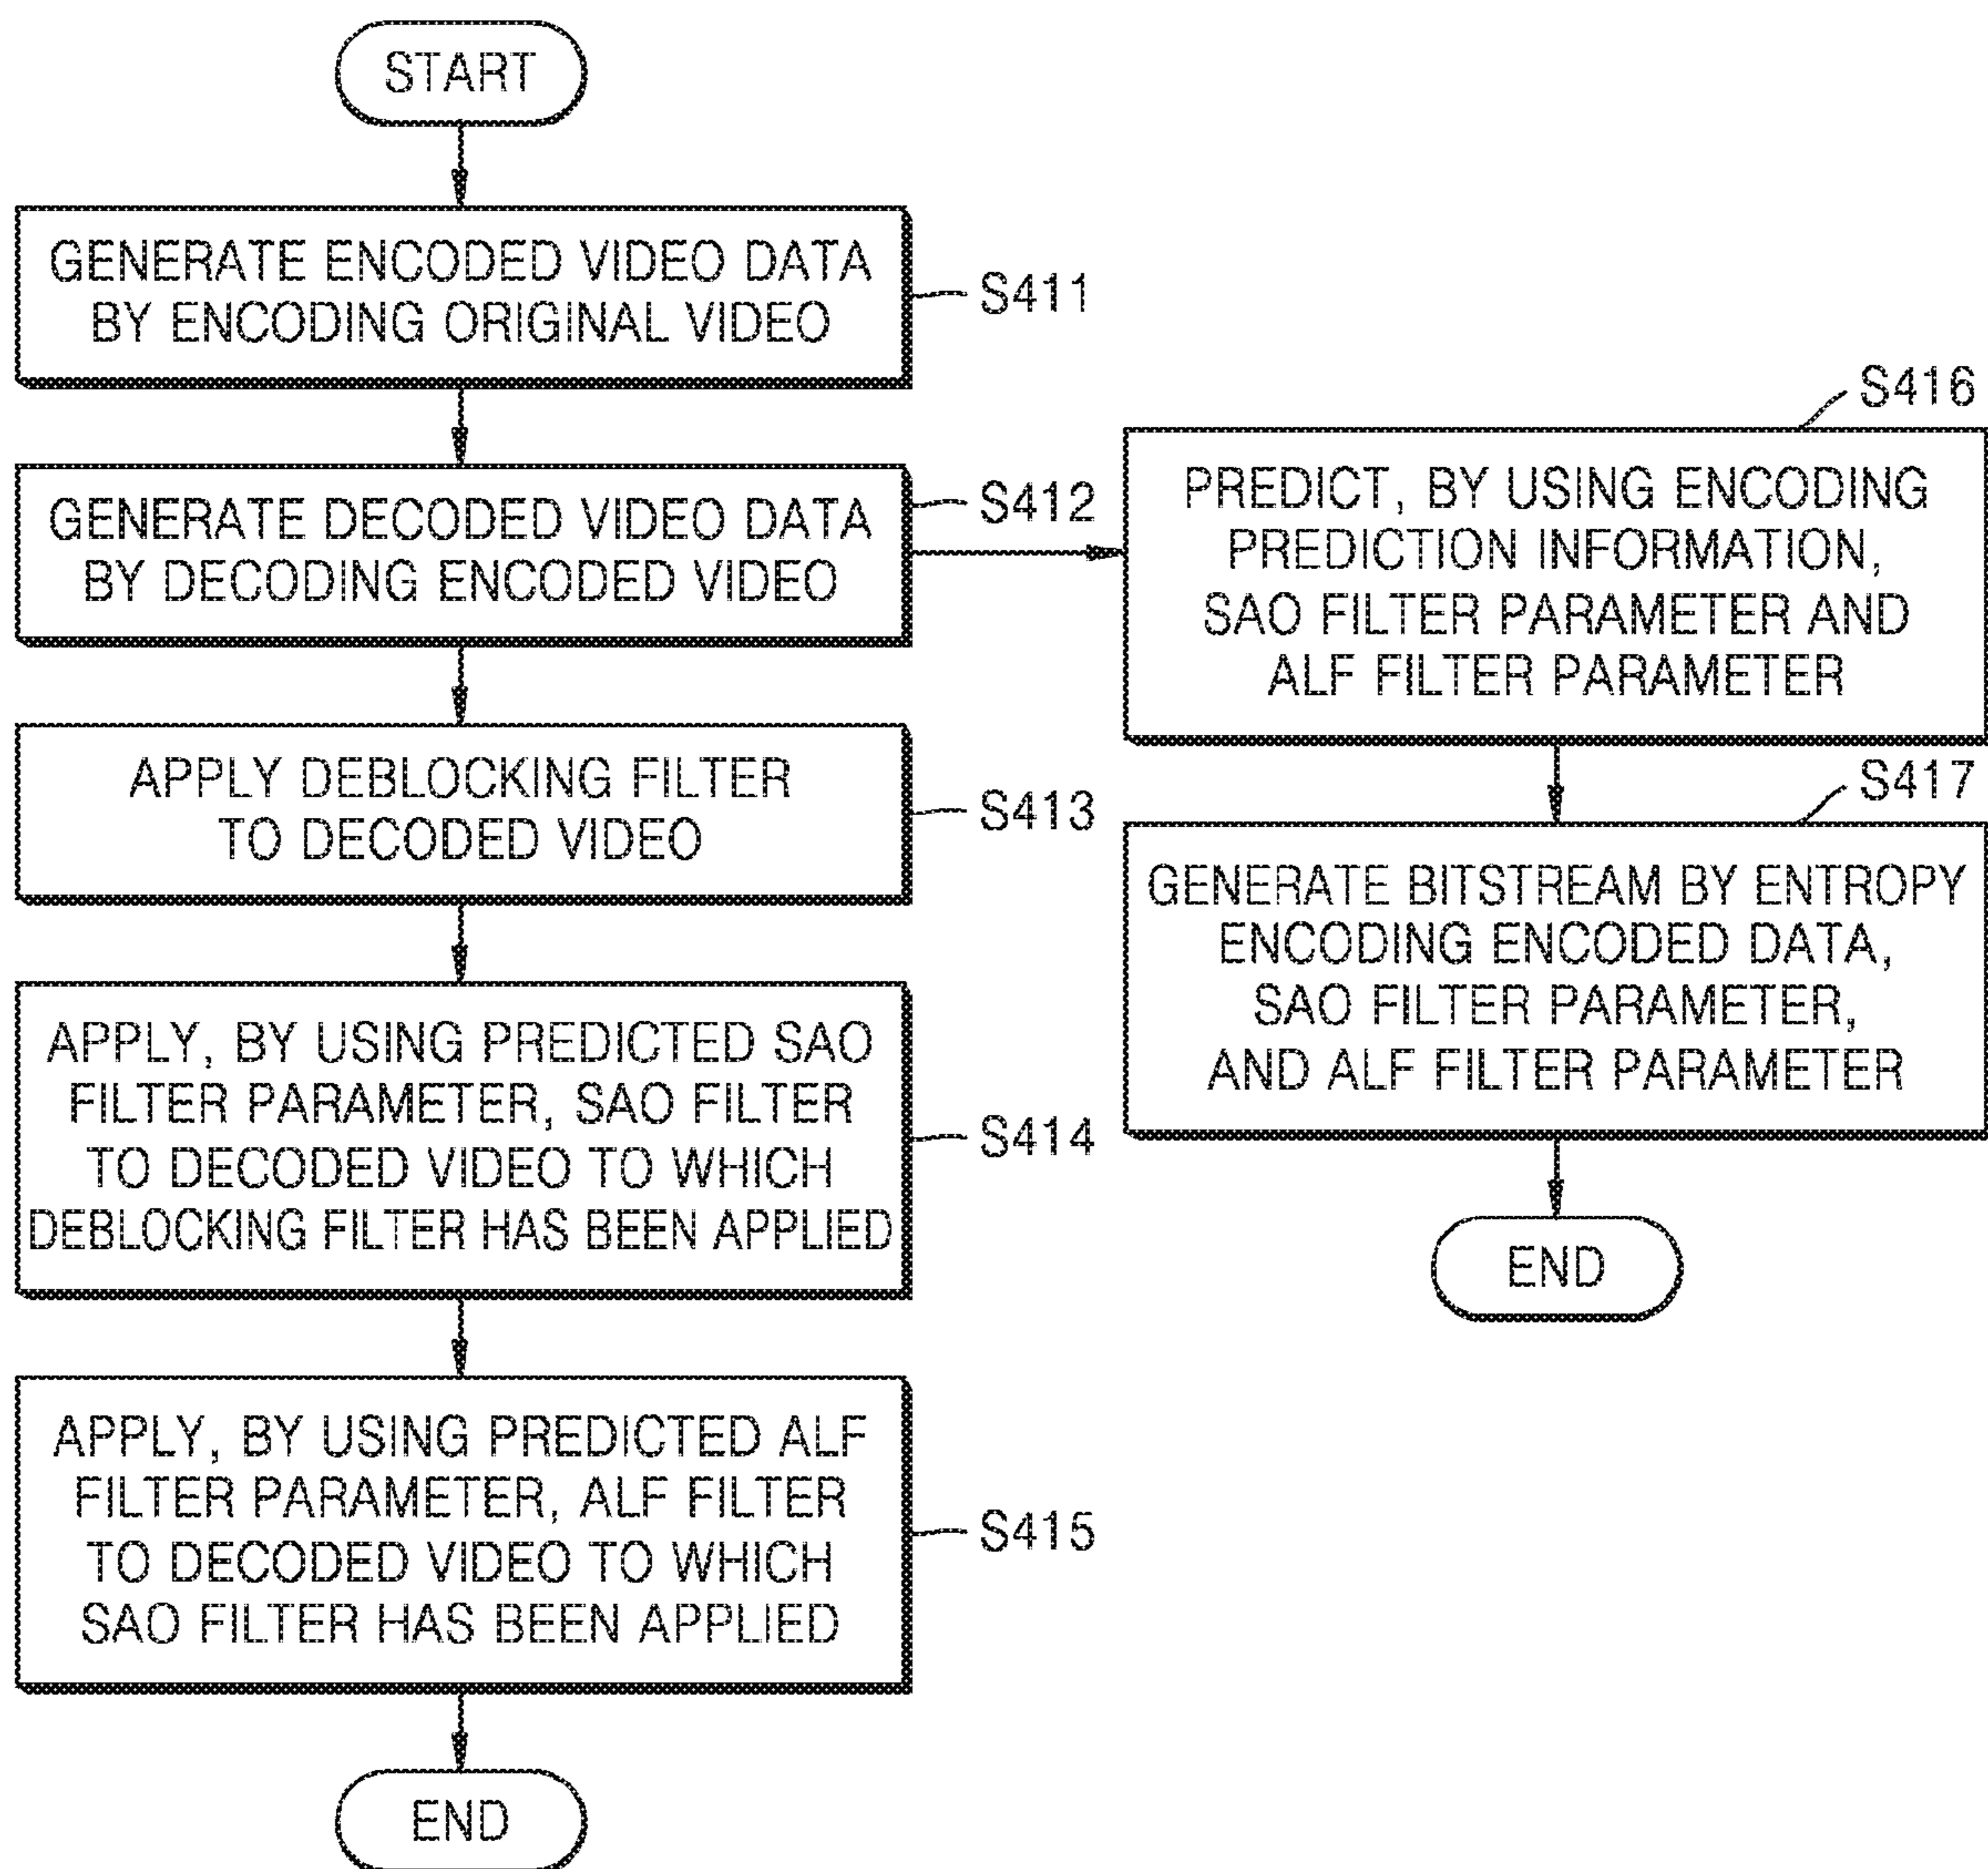 START
GENERATE ENCODED VIDEO DATA
BY ENCODING ORIGINAL VIDEO
S411
GENERATE DECODED VIDEO DATA
BY DECODING ENCODED VIDEO
S412
APPLY DEBLOCKING FILTER
TO DECODED VIDEO
S413
APPLY, BY USING PREDICTED SAO
FILTER PARAMETER, SAO FILTER
TO DECODED VIDEO TO WHICH
DEBLOCKING FILTER HAS BEEN APPLIED
S414
APPLY, BY USING PREDICTED ALF
FILTER PARAMETER, ALF FILTER
TO DECODED VIDEO TO WHICH
SAO FILTER HAS BEEN APPLIED
S415
END
S416
PREDICT, BY USING ENCODING
PREDICTION INFORMATION,
SAO FILTER PARAMETER AND
ALF FILTER PARAMETER
S417
GENERATE BITSTREAM BY ENTROPY
ENCODING ENCODED DATA,
SAO FILTER PARAMETER,
AND ALF FILTER PARAMETER
END